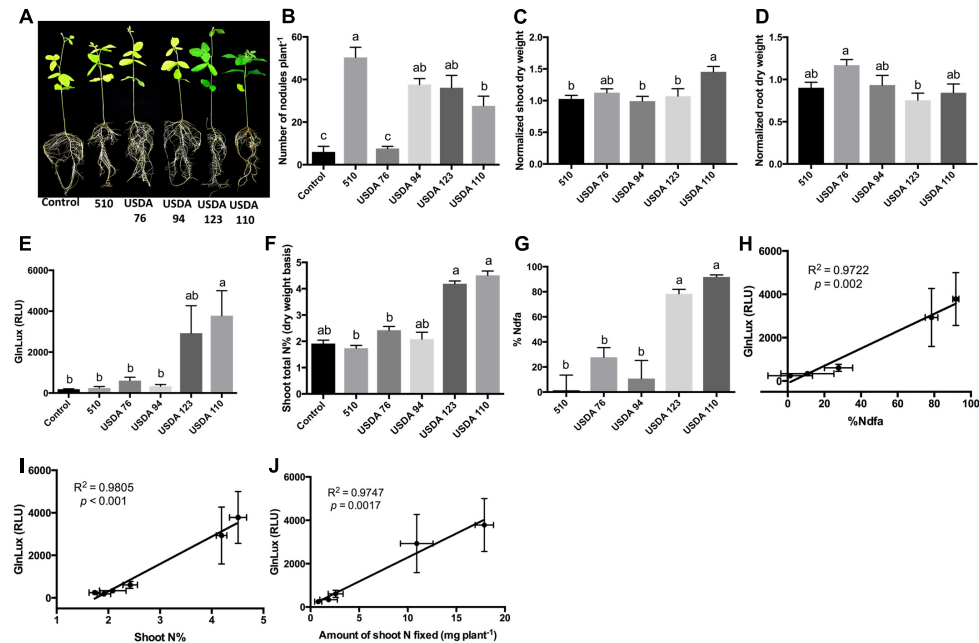 A
Control 510 USDA USDA USDA USDA
76 94 123 110
B
Number of nodules plant-1
60
40
20
0
c
a
c
ab
ab
b
Control
510
USDA 76
USDA 94
USDA 123
USDA 110
C
Normalized shoot dry weight
2.0
1.5
1.0
0.5
0.0
b
ab
b
b
a
510
USDA 76
USDA 94
USDA 123
USDA 110
D
Normalized root dry weight
1.5
1.0
0.5
0.0
ab
a
ab
b
ab
510
USDA 76
USDA 94
USDA 123
USDA 110
E
GlnLux (RLU)
6000
4000
2000
0
b
b
b
b
ab
a
Control
510
USDA 76
USDA 94
USDA 123
USDA 110
F
Shoot total N% (dry weight basis)
5
4
3
2
1
0
ab
b
b
ab
a
a
Control
510
USDA 76
USDA 94
USDA 123
USDA 110
G
% Ndfa
100
80
60
40
20
0
b
b
b
a
a
510
USDA 76
USDA 94
USDA 123
USDA 110
H
GlnLux (RLU)
6000
4000
2000
0
R2 = 0.9722
p = 0.002
0 20 40 60 80 100
%Ndfa
I
GlnLux (RLU)
6000
4000
2000
0
R2 = 0.9805
p < 0.001
1 2 3 4 5
Shoot N%
J
GlnLux (RLU)
6000
4000
2000
0
R2 = 0.9747
p = 0.0017
0 5 10 15 20
Amount of shoot N fixed (mg plant-1)